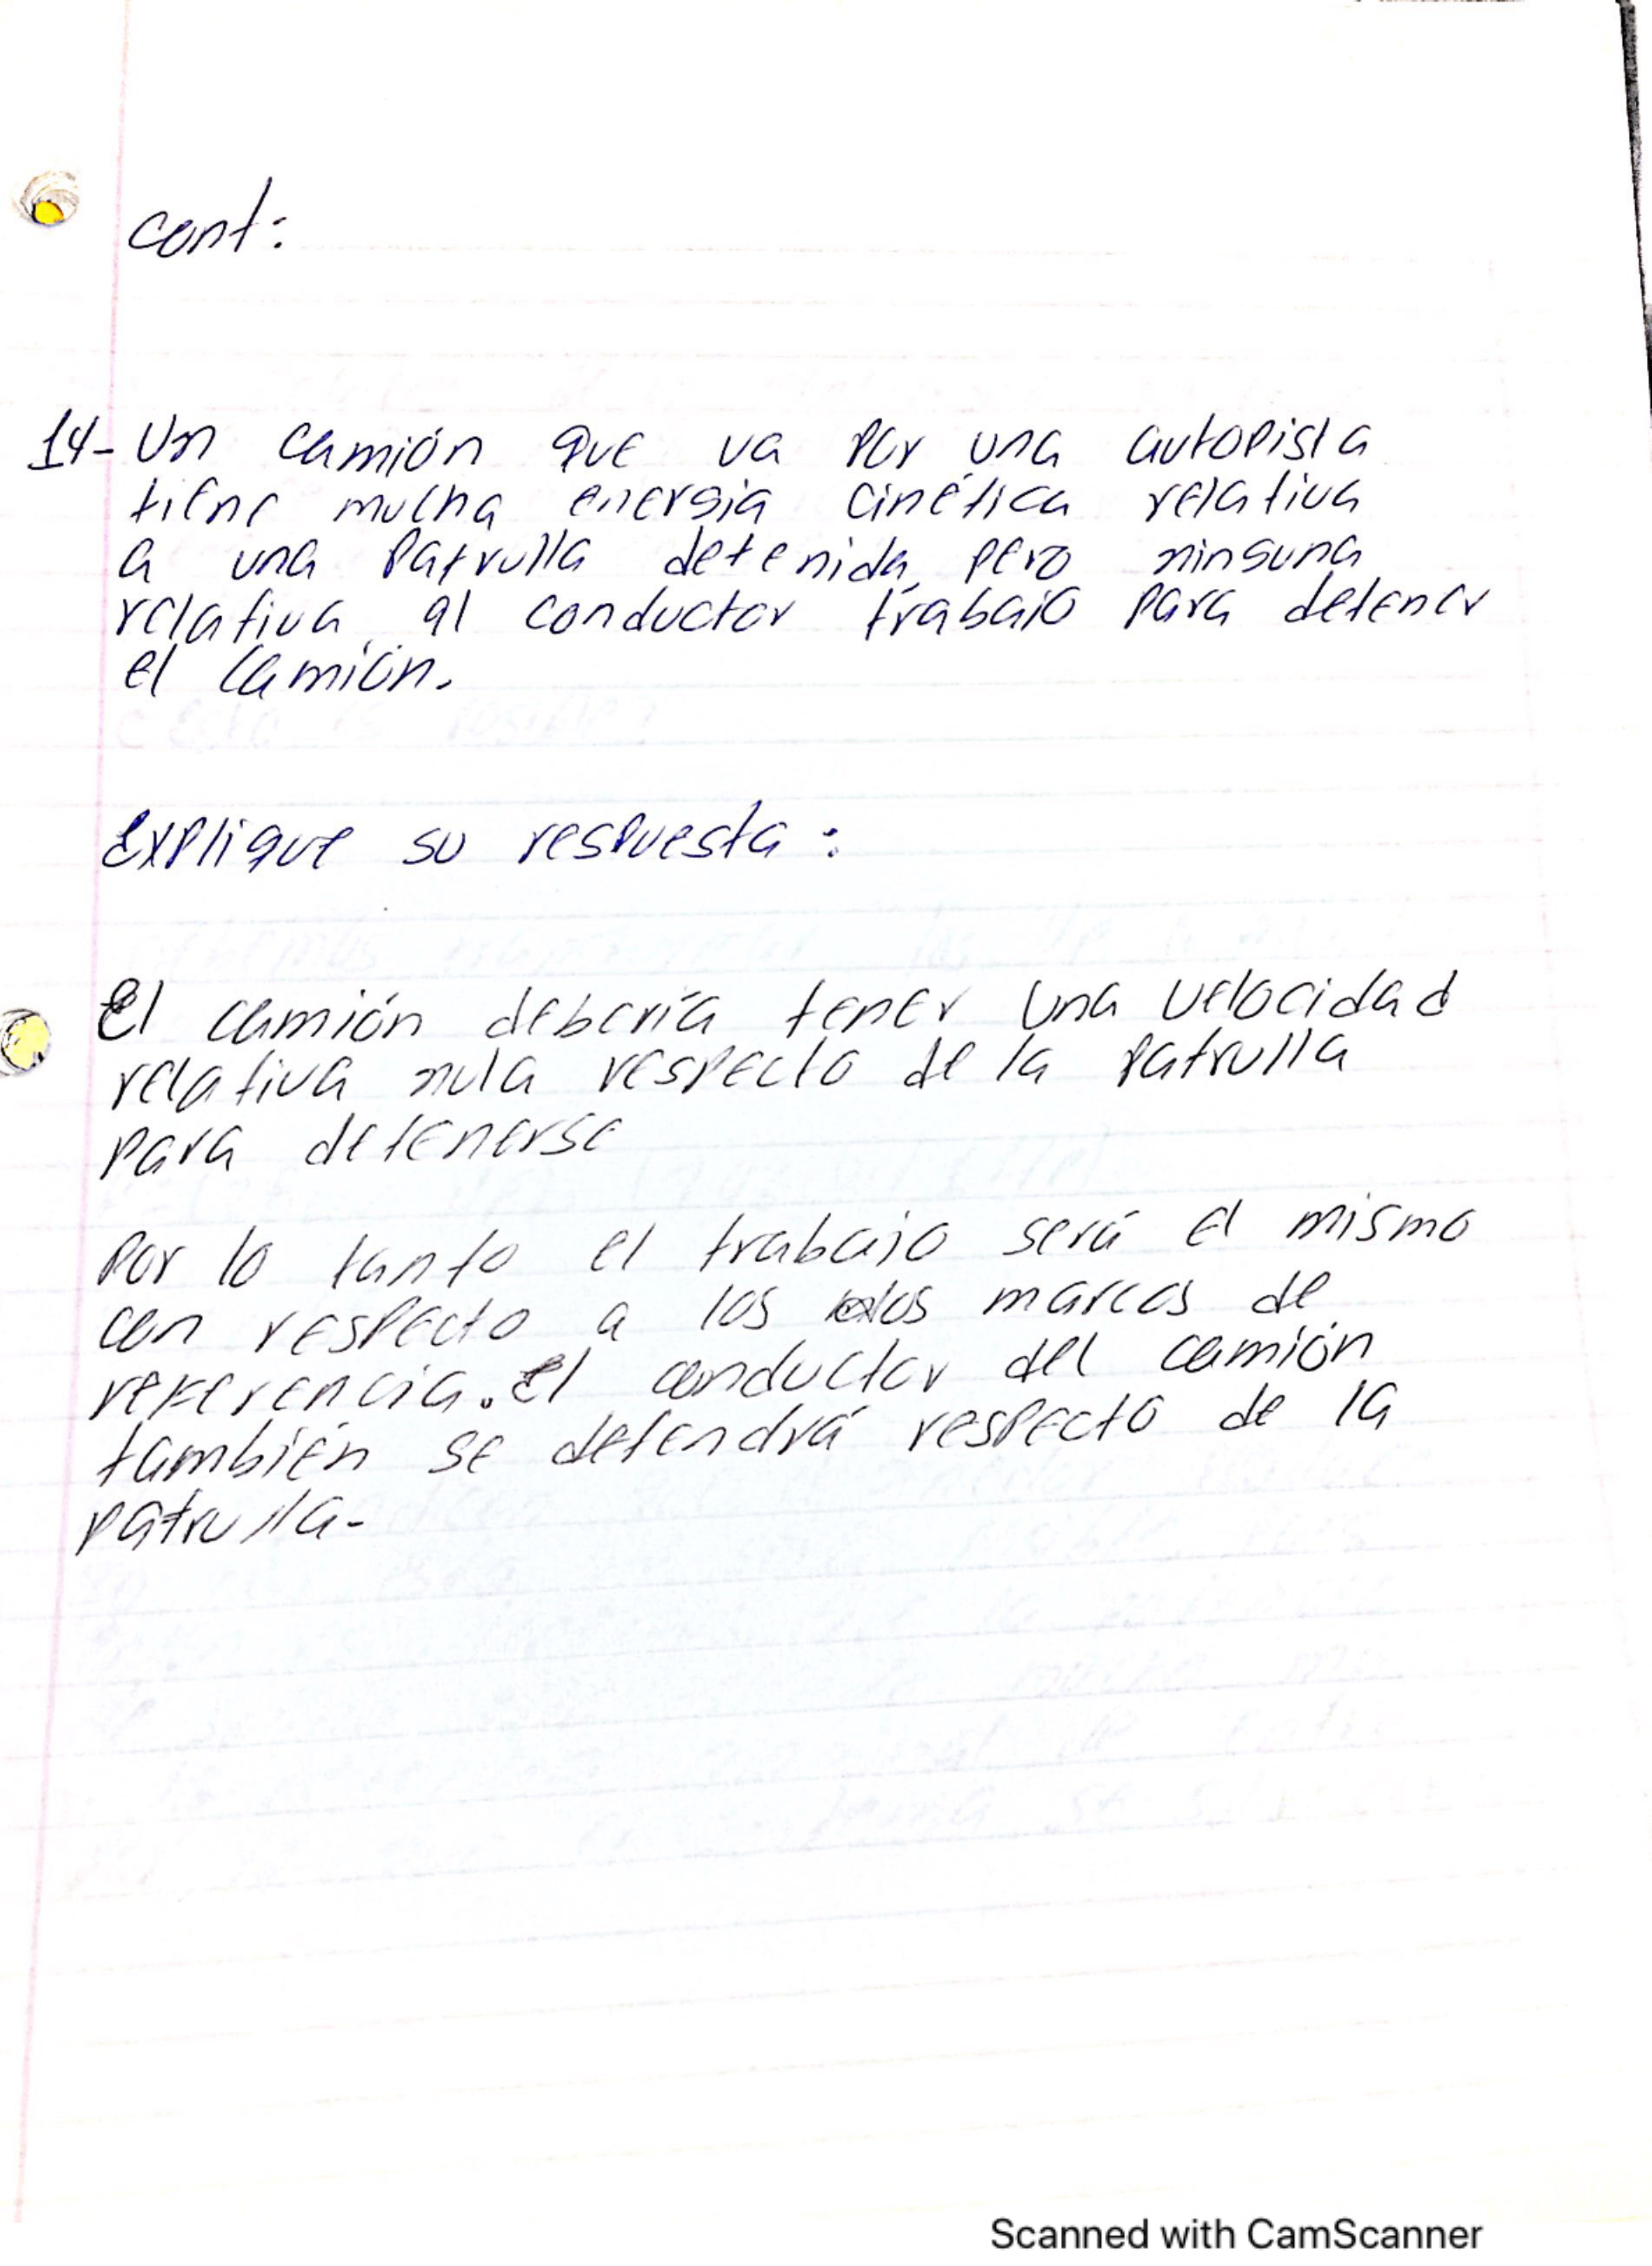 cont:
14- Un camión que va por una autopista
tiene mucha energia cinética relativa
a una patrulla detenida, pero ninguna
relativa al conductor trabajo para detener
el camión.
Explique su respuesta:
El camión debería tener una velocidad
relativa nula respecto de la patrulla
para detenerse
Por lo tanto el trabajo será el mismo
con respecto a los dos marcos de
referencia. El conductor del camión
también se detendrá respecto de la
patrulla-
Scanned with CamScanner